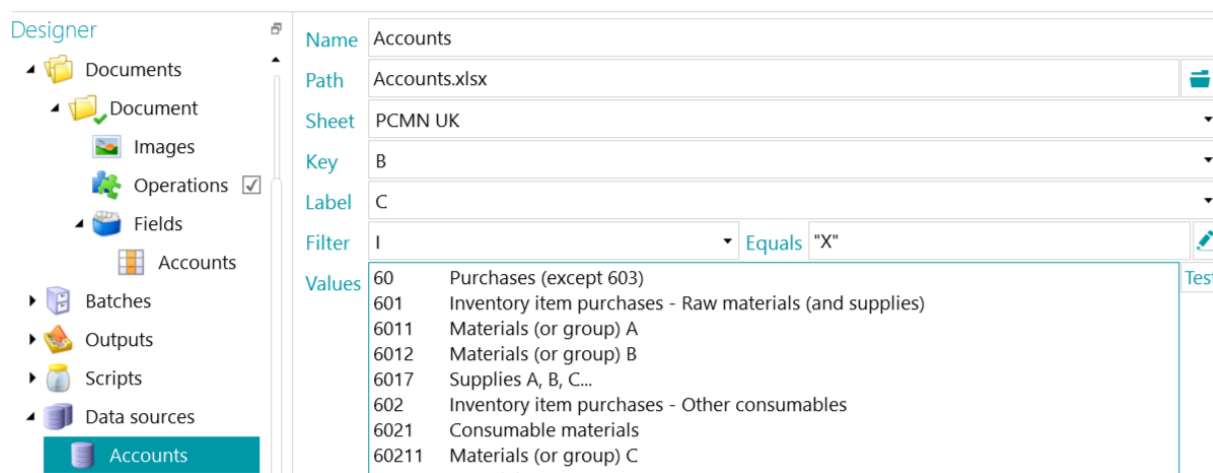 Designer
Documents
Document
Images
Operations
Fields
Accounts
Batches
Outputs
Scripts
Data sources
Accounts
Name Accounts
Path Accounts.xlsx
Sheet PCMN UK
Key B
Label C
Filter I Equals "X"
Values 60 Purchases (except 603)
601 Inventory item purchases - Raw materials (and supplies)
6011 Materials (or group) A
6012 Materials (or group) B
6017 Supplies A, B, C...
602 Inventory item purchases - Other consumables
6021 Consumable materials
60211 Materials (or group) C